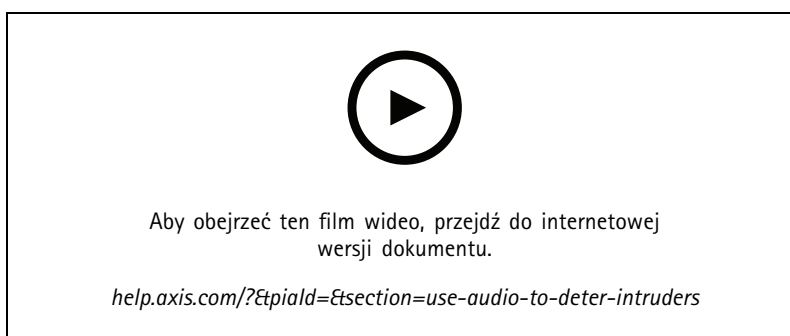 Aby obejrzeć ten film wideo, przejdź do internetowej
wersji dokumentu.
help.axis.com/?&piald=&section=use-audio-to-deter-intruders